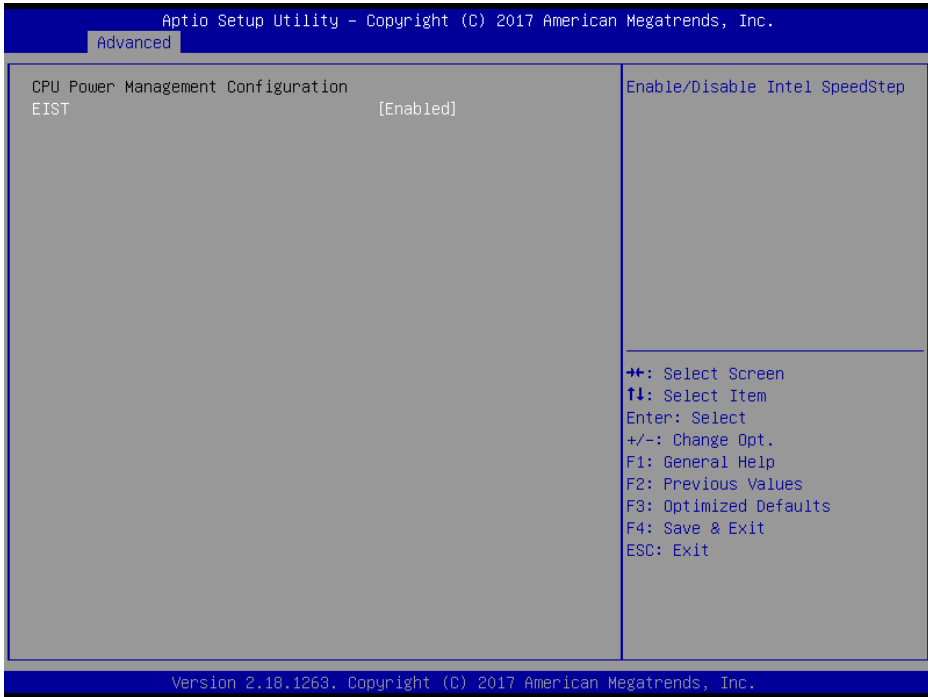 Aptio Setup Utility – Copyright (C) 2017 American Megatrends, Inc.
Advanced
CPU Power Management Configuration
EIST [Enabled]
Enable/Disable Intel SpeedStep
→←: Select Screen
↑↓: Select Item
Enter: Select
+/-: Change Opt.
F1: General Help
F2: Previous Values
F3: Optimized Defaults
F4: Save & Exit
ESC: Exit
Version 2.18.1263. Copyright (C) 2017 American Megatrends, Inc.